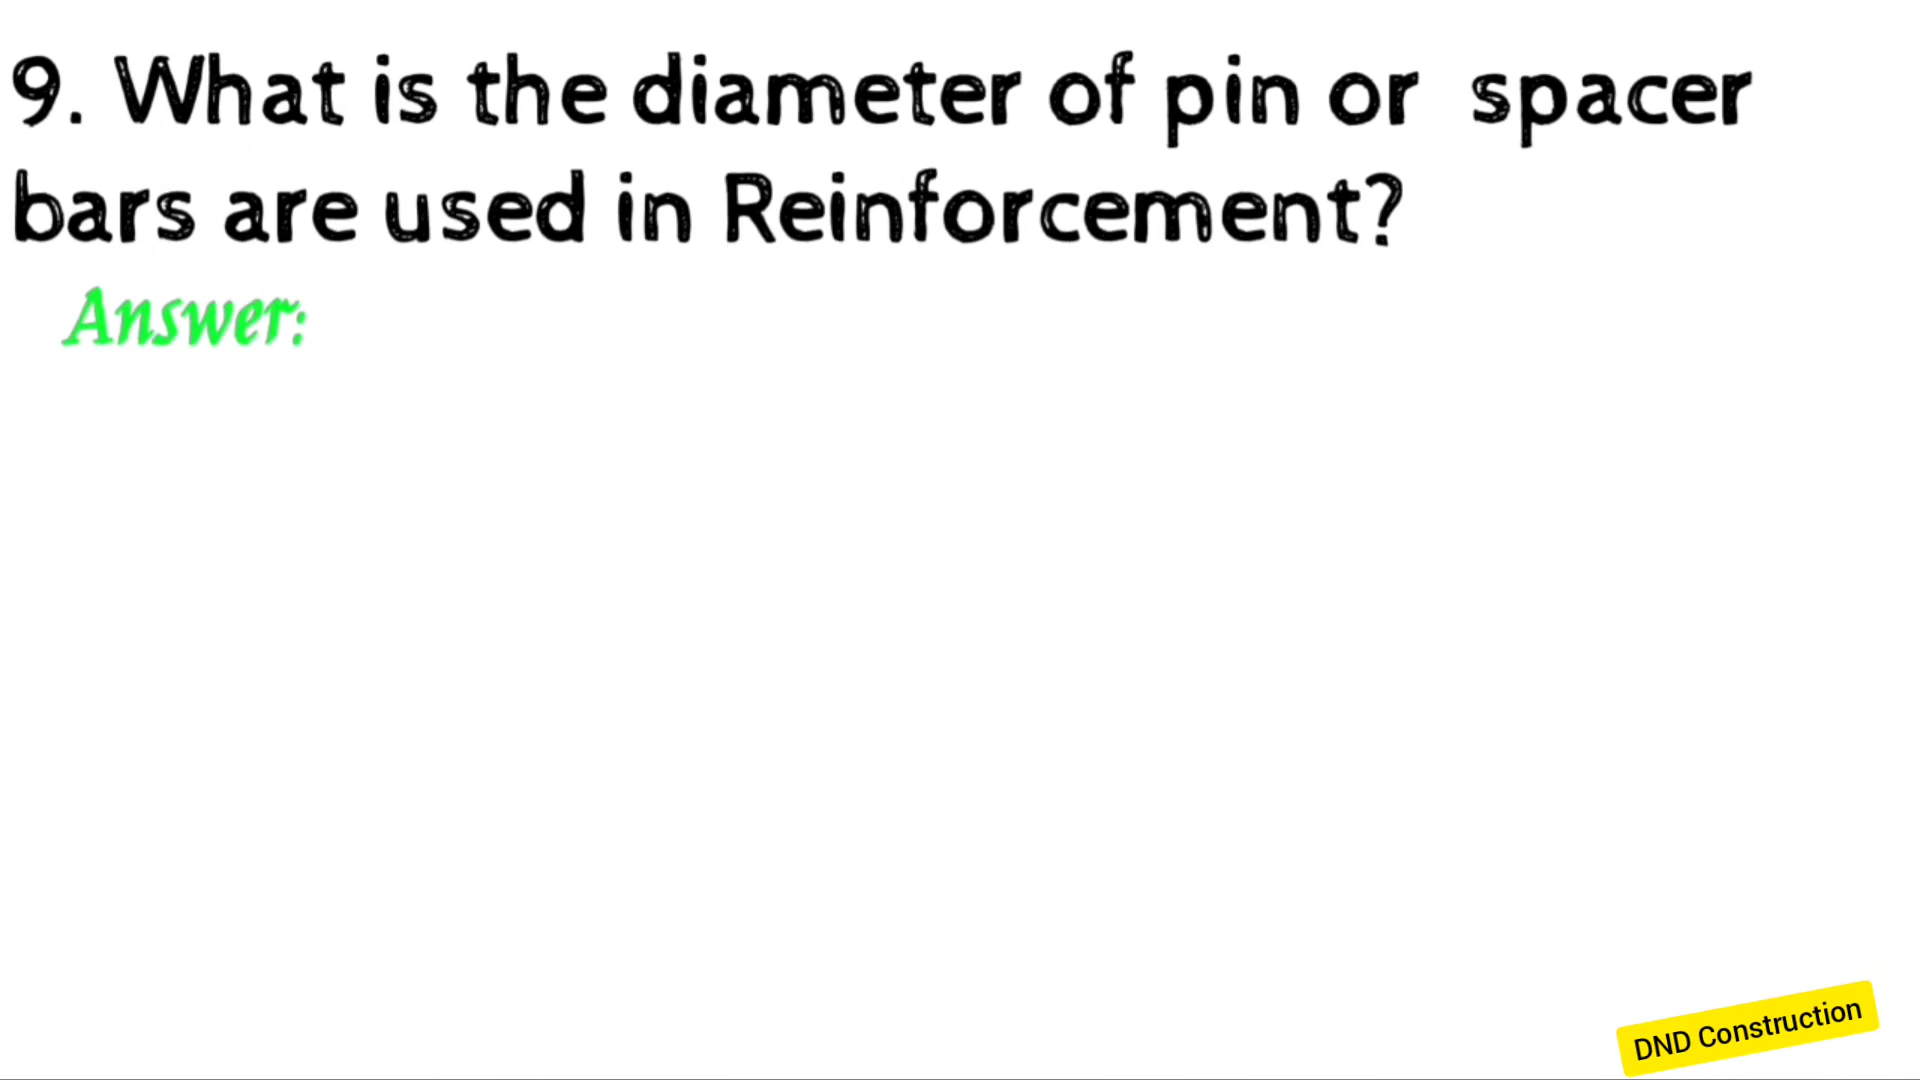 9. What is the diameter of pin or spacer
bars are used in Reinforcement?
Answer:
DND Construction